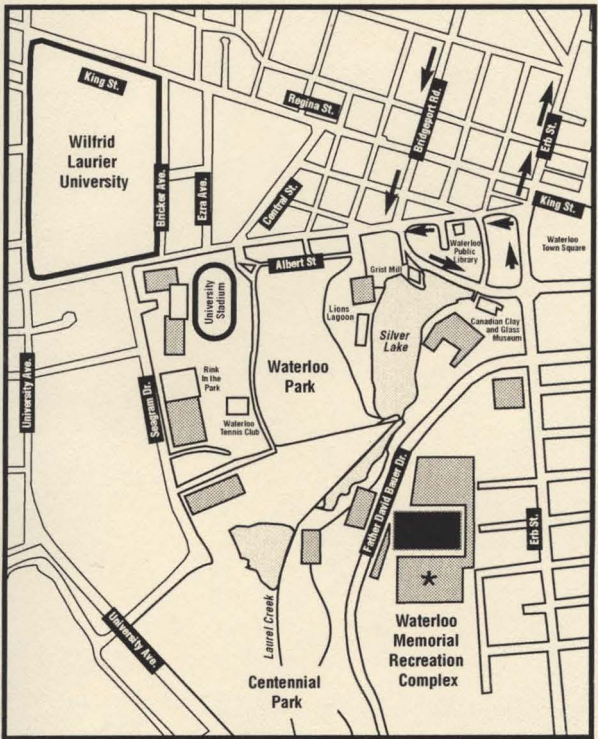 King St.
Regina St.
Bridgeport Rd.
Erb St.
Wilfrid
Laurier
University
Bricker Ave.
Ezra Ave.
Central St.
King St.
Waterloo
Public
Library
Waterloo
Town Square
Albert St
Grist Mill
University
Stadium
Lions
Lagoon
Silver
Lake
Canadian Clay
and Glass
Museum
University Ave.
Seagram Dr.
Rink
In the
Park
Waterloo
Park
Waterloo
Tennis Club
Father David Bauer Dr.
Erb St.
*
Laurel Creek
University Ave.
Waterloo
Memorial
Recreation
Complex
Centennial
Park